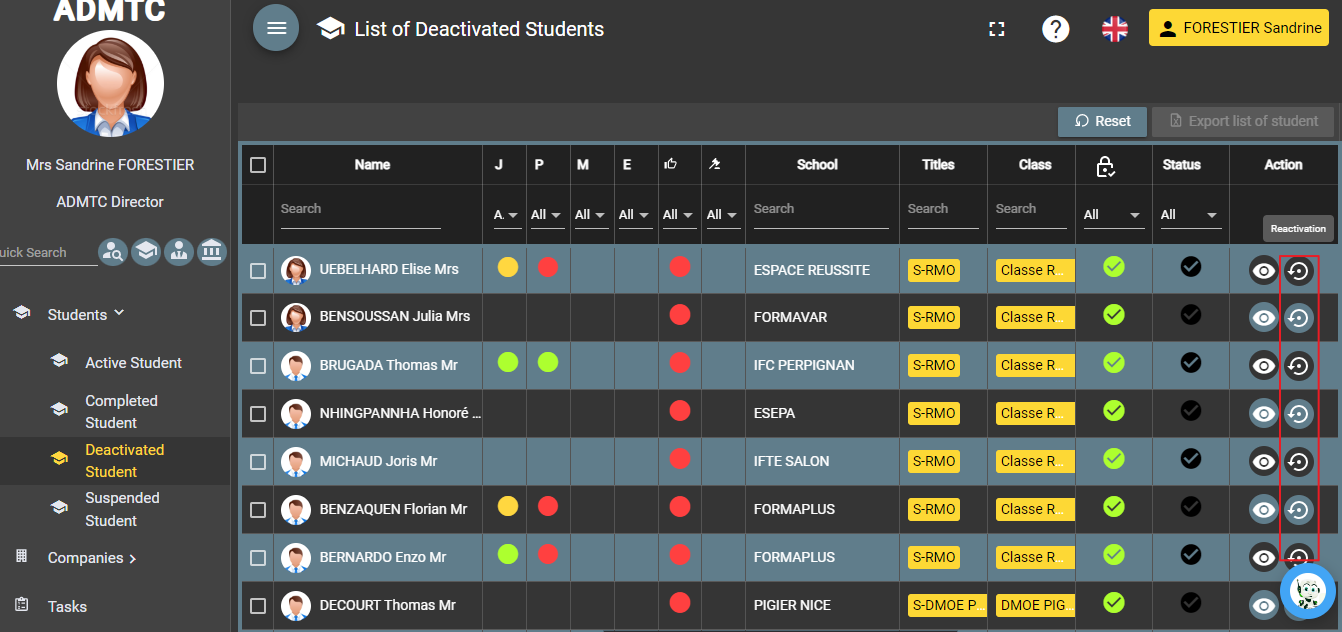 ADMTC
List of Deactivated Students
?
FORESTIER Sandrine
Reset
Export list of student
Mrs Sandrine FORESTIER
ADMTC Director
uick Search
Name J P M E School Titles Class Status Action
Search A. All All All All All Search Search Search All All
Reactivation
UEBELHARD Elise Mrs ESPACE REUSSITE S-RMO Classe R...
BENSOUSSAN Julia Mrs FORMAVAR S-RMO Classe R...
BRUGADA Thomas Mr IFC PERPIGNAN S-RMO Classe R...
NHINGPANNHA Honoré ... ESEPA S-RMO Classe R...
MICHAUD Joris Mr IFTE SALON S-RMO Classe R...
BENZAQUEN Florian Mr FORMAPLUS S-RMO Classe R...
BERNARDO Enzo Mr FORMAPLUS S-RMO Classe R...
DECOURT Thomas Mr PIGIER NICE S-DMOE P... DMOE PIG...
Students
Active Student
Completed
Student
Deactivated
Student
Suspended
Student
Companies
Tasks